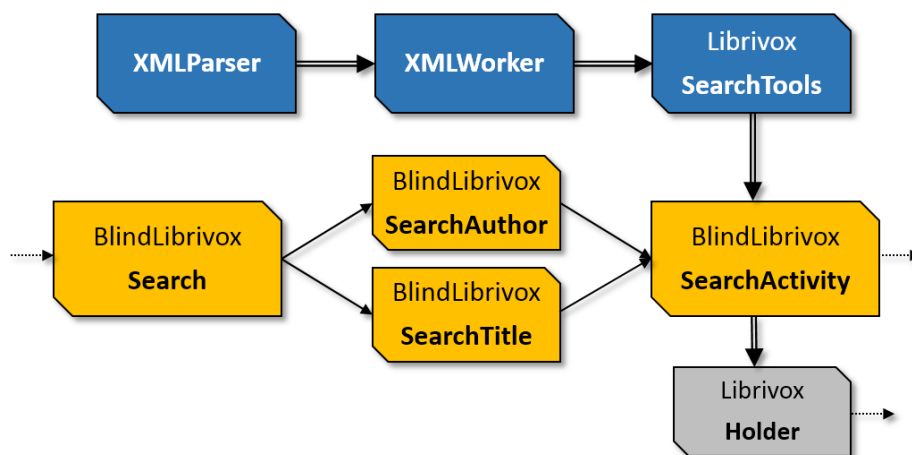 XMLParser
XMLWorker
Librivox
SearchTools
BlindLibrivox
Search
BlindLibrivox
SearchAuthor
BlindLibrivox
SearchTitle
BlindLibrivox
SearchActivity
Librivox
Holder